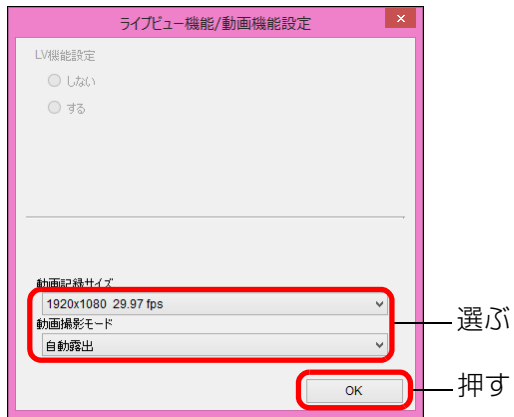 ライブビュー機能/動画機能設定
LV機能設定
しない
する
動画記録サイズ
1920x1080 29.97 fps
動画撮影モード
自動露出
選ぶ
OK
押す